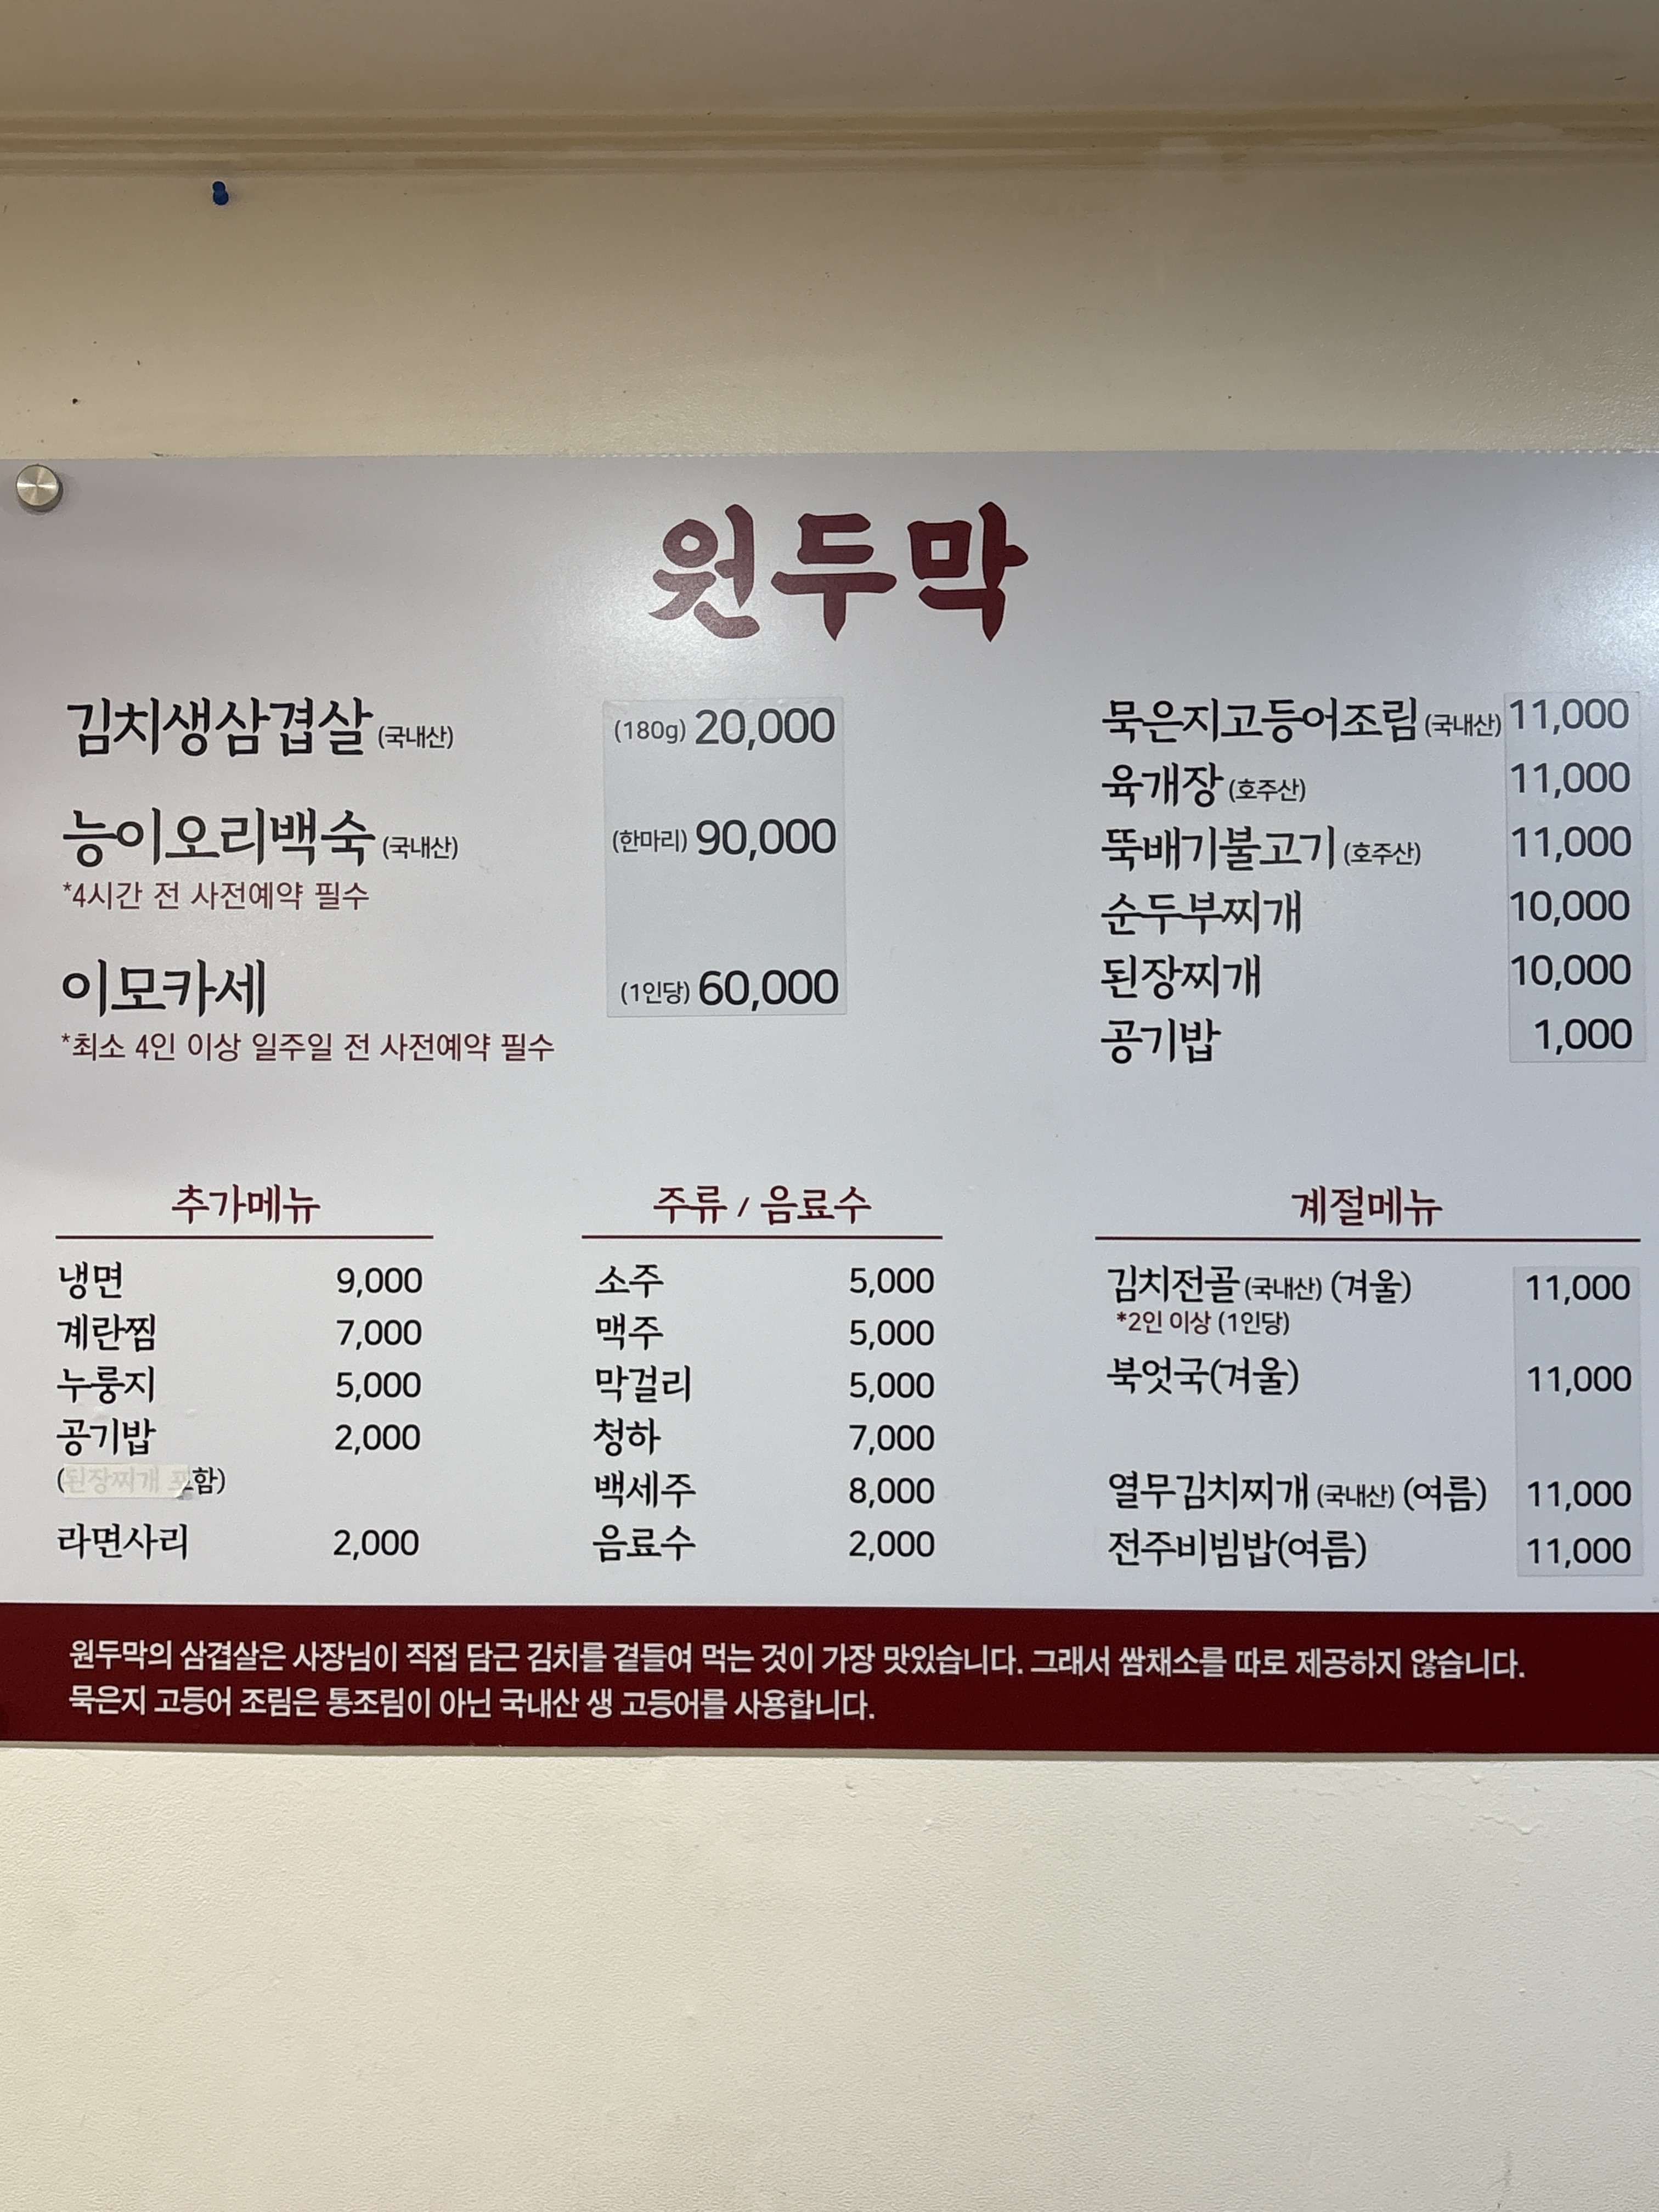 원두막
김치생삼겹살 (국내산) (180g) 20,000
능이오리백숙 (국내산) (한마리) 90,000
*4시간 전 사전예약 필수
이모카세 (1인당) 60,000
*최소 4인 이상 일주일 전 사전예약 필수
묵은지고등어조림 (국내산) 11,000
육개장 (호주산) 11,000
뚝배기불고기 (호주산) 11,000
순두부찌개 10,000
된장찌개 10,000
공기밥 1,000
추가메뉴
냉면 9,000
계란찜 7,000
누룽지 5,000
공기밥 2,000
(된장찌개 포함)
라면사리 2,000
주류 / 음료수
소주 5,000
맥주 5,000
막걸리 5,000
청하 7,000
백세주 8,000
음료수 2,000
계절메뉴
김치전골 (국내산) (겨울) 11,000
*2인 이상 (1인당)
북엇국(겨울) 11,000
열무김치찌개 (국내산) (여름) 11,000
전주비빔밥(여름) 11,000
원두막의 삼겹살은 사장님이 직접 담근 김치를 곁들여 먹는 것이 가장 맛있습니다. 그래서 쌈채소를 따로 제공하지 않습니다.
묵은지 고등어 조림은 통조림이 아닌 국내산 생 고등어를 사용합니다.